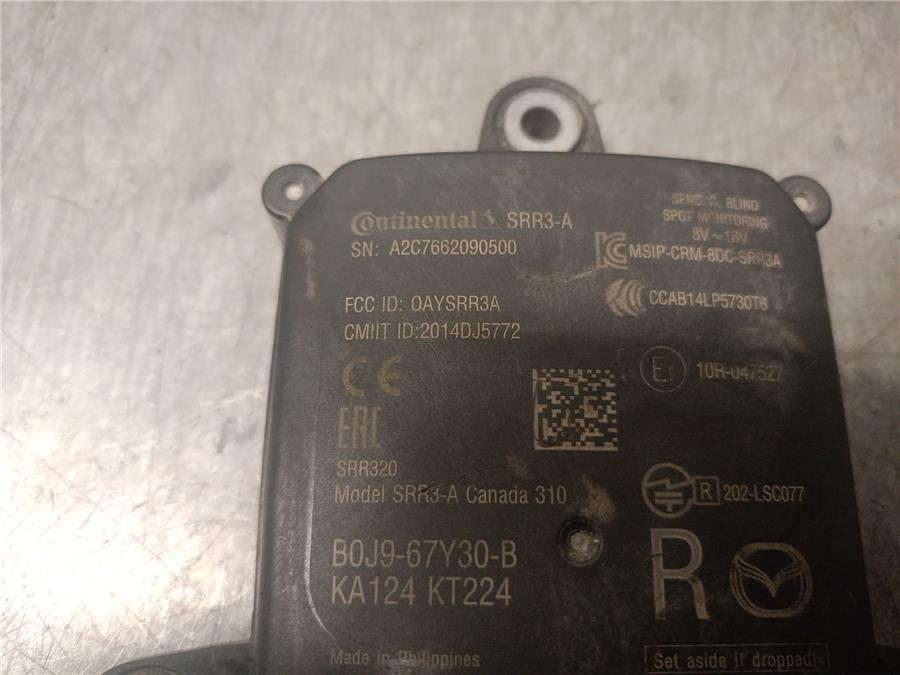 Continental SRR3-A
SN: A2C7662090500
SENSOR, BLIND
SPOT MONITORING
8V~16V
MSIP-CRM-8DC-SRR3A
FCC ID: OAYSRR3A
CMIIT ID:2014DJ5772
CCAB14LP5730T6
CE
E1 10R-047527
EAC
SRR320
Model SRR3-A Canada 310
R 202-LSC077
B0J9-67Y30-B
KA124 KT224
R
Made in Philippines
Set aside if dropped!